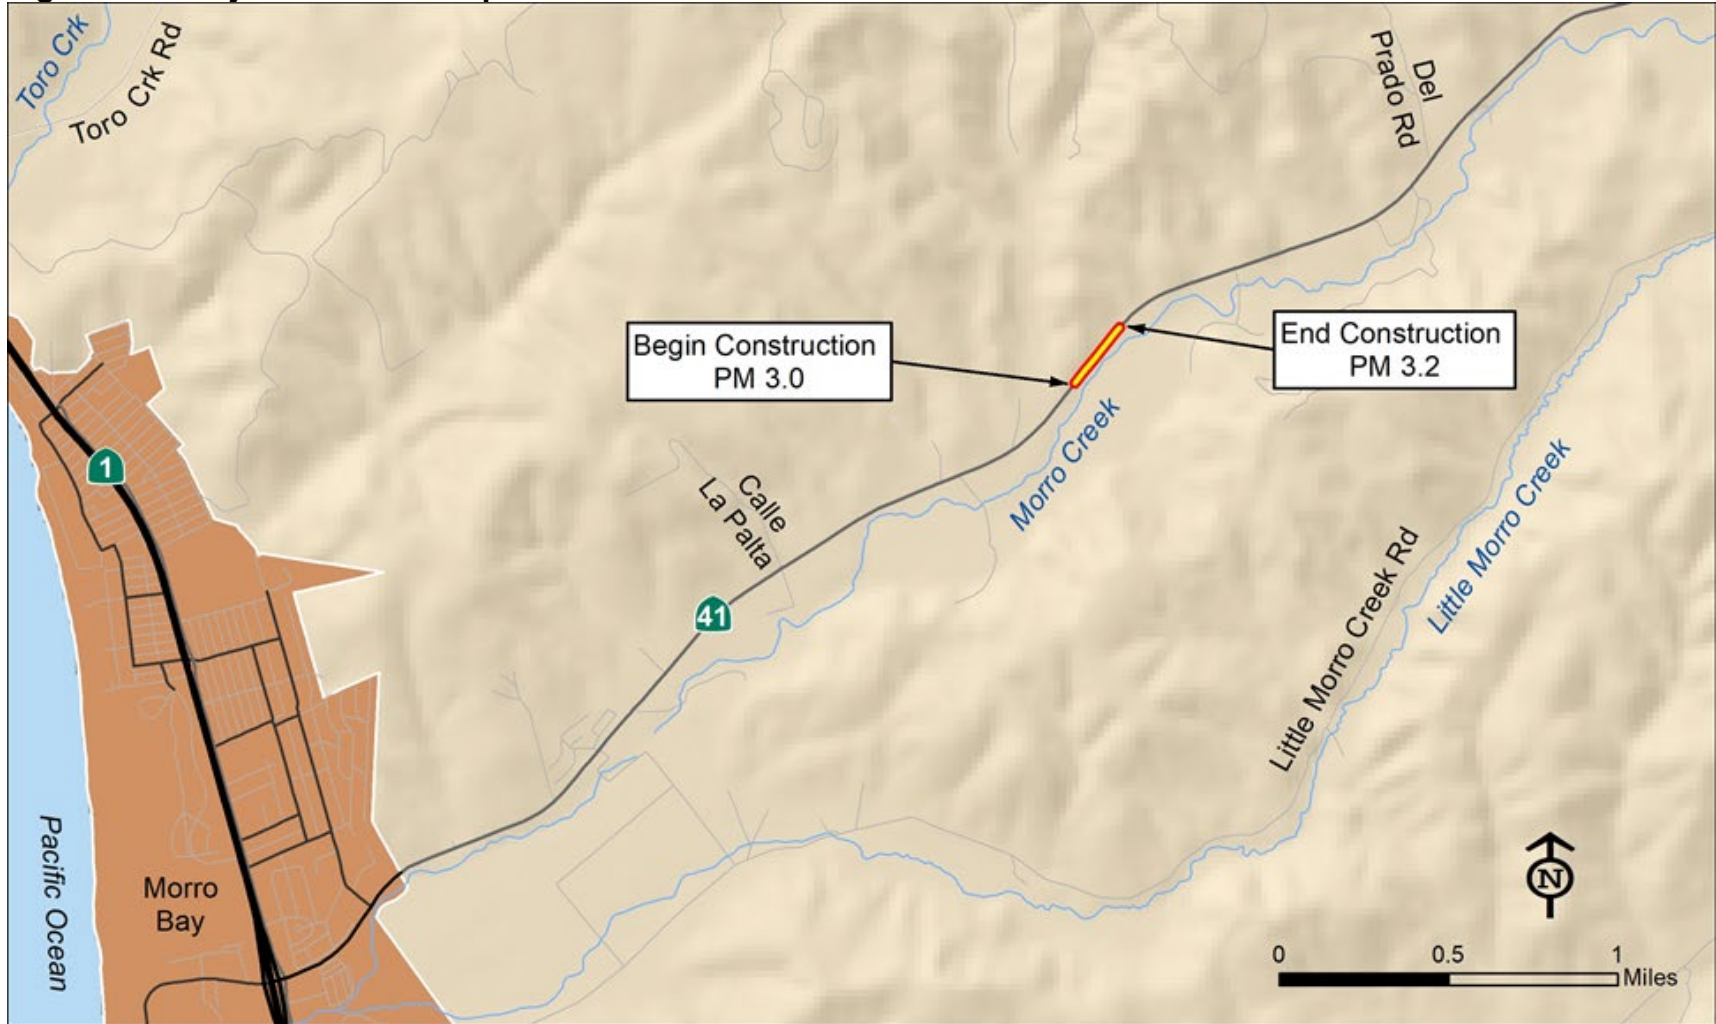 Toro Crk
Toro Crk Rd
Del
Prado Rd
Begin Construction
PM 3.0
End Construction
PM 3.2
1
Morro Creek
Calle
La Palta
41
Little Morro Creek Rd
Little Morro Creek
Pacific Ocean
Morro
Bay
N
0 0.5 1
Miles